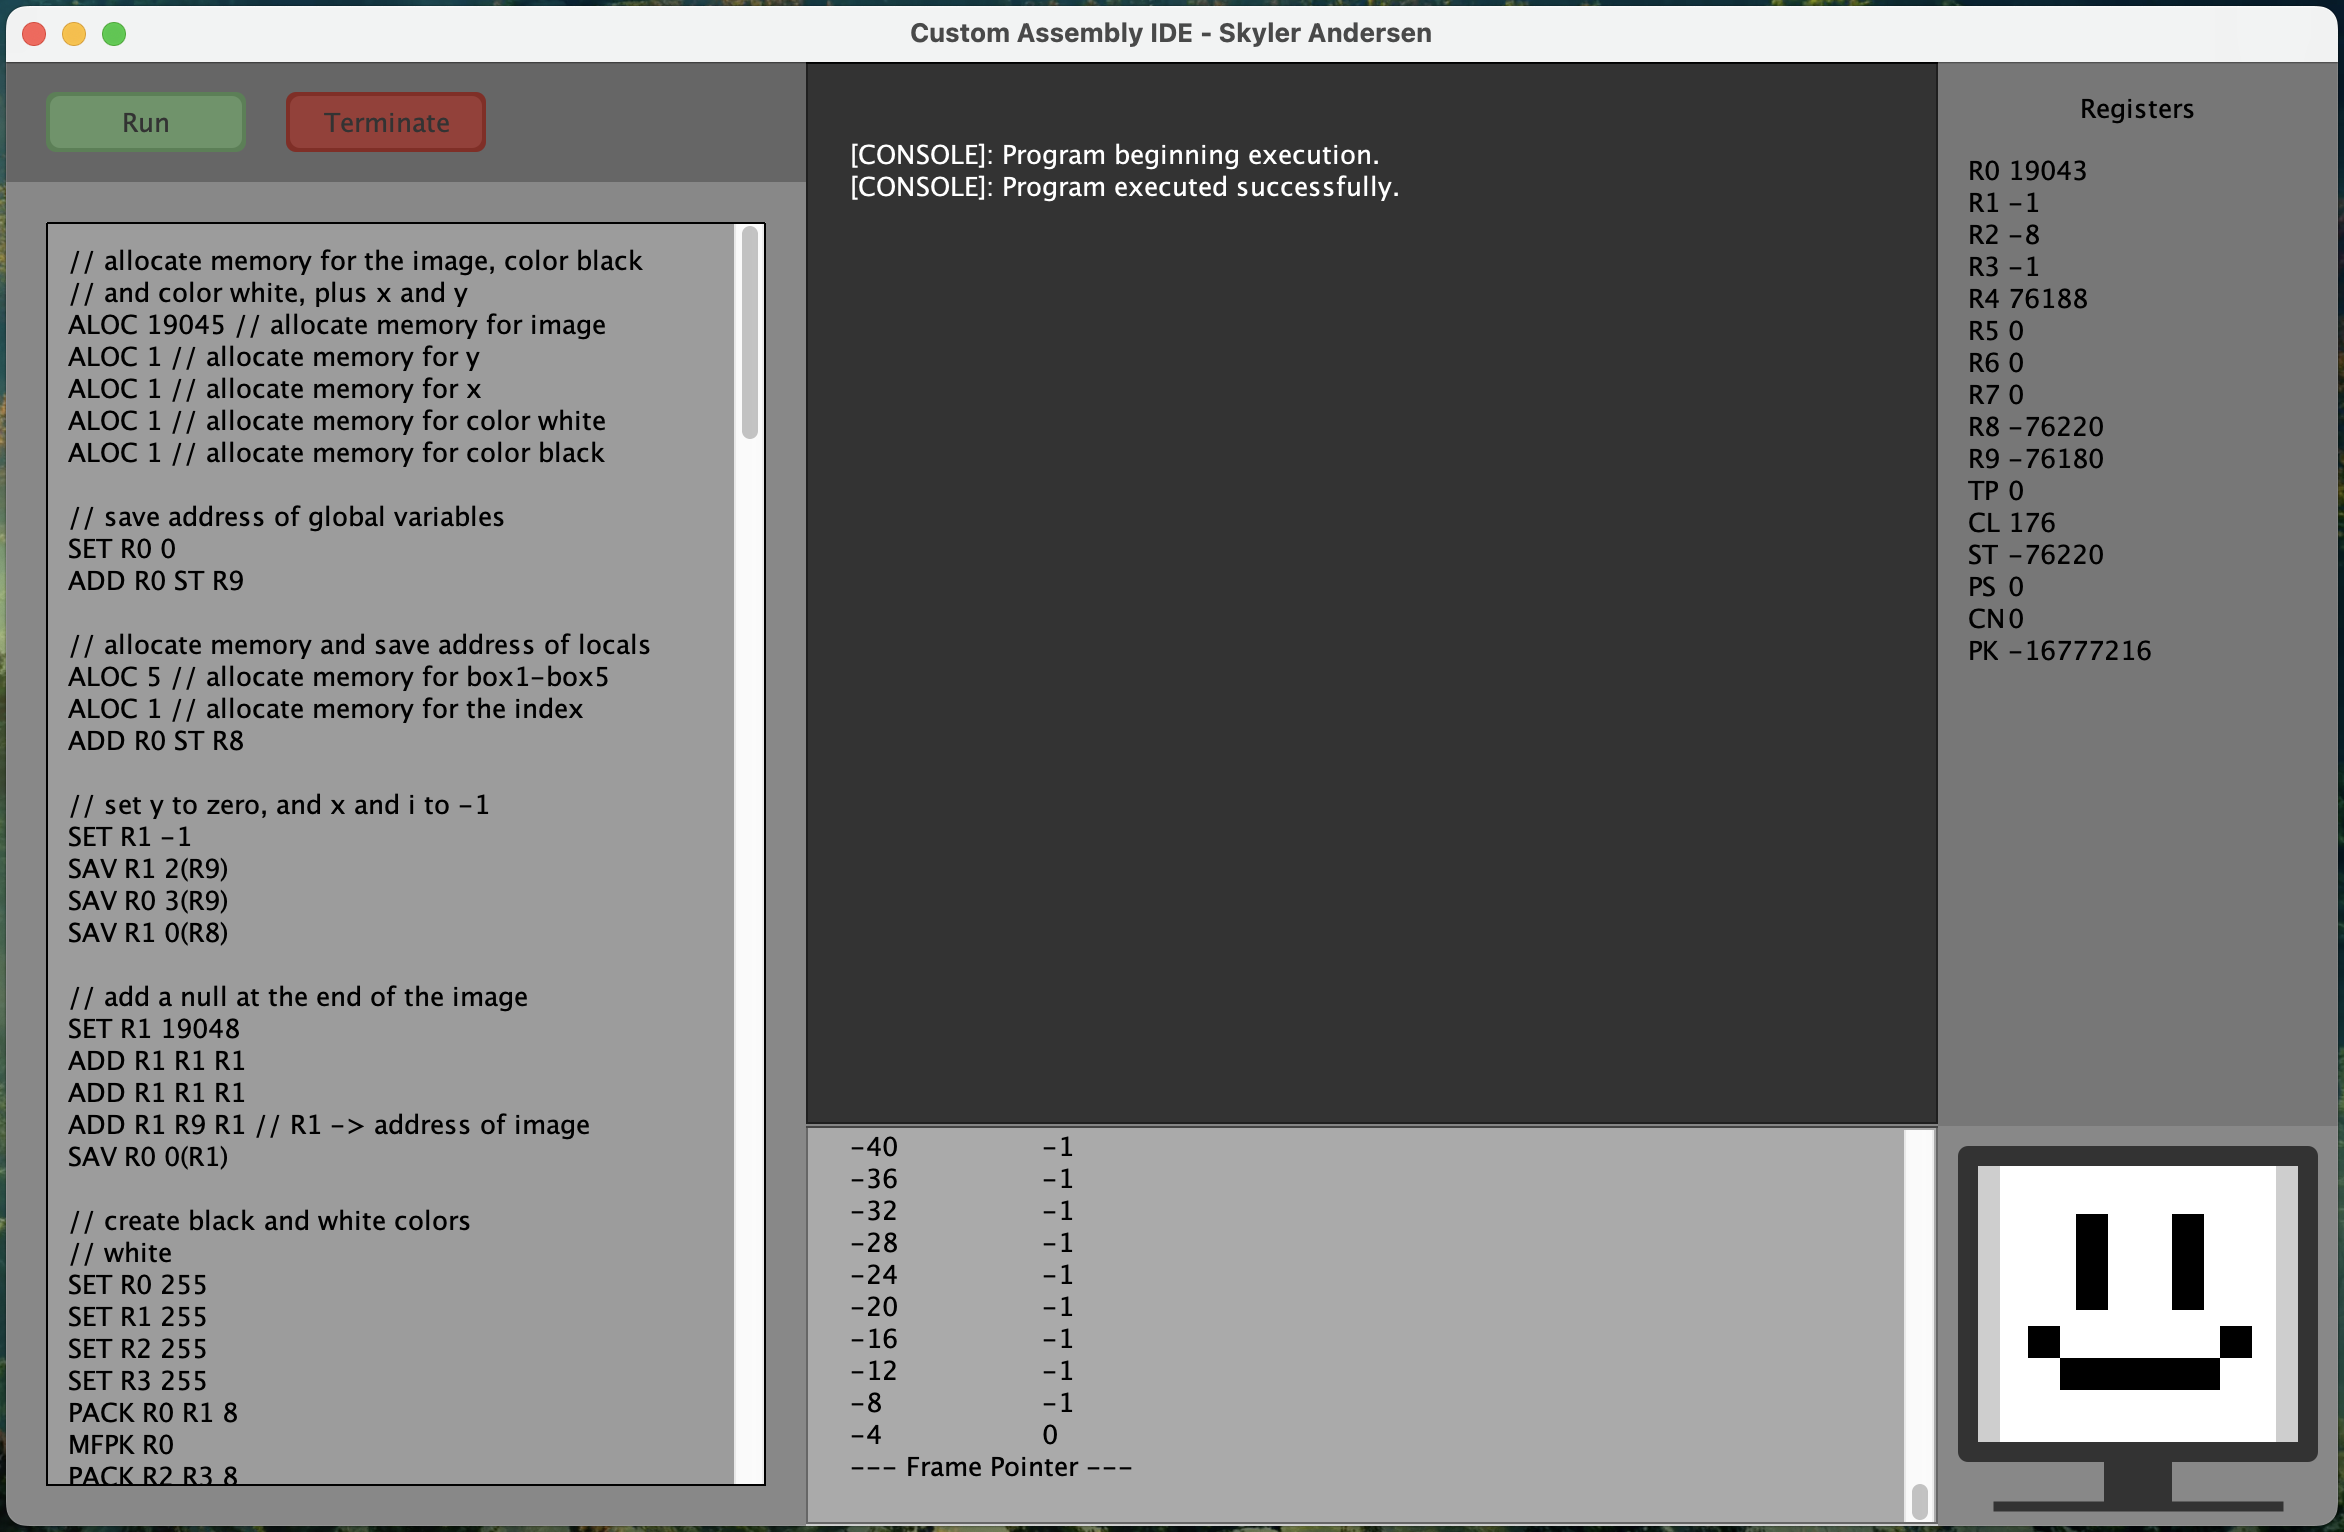 Custom Assembly IDE - Skyler Andersen
Run
Terminate
// allocate memory for the image, color black
// and color white, plus x and y
ALOC 19045 // allocate memory for image
ALOC 1 // allocate memory for y
ALOC 1 // allocate memory for x
ALOC 1 // allocate memory for color white
ALOC 1 // allocate memory for color black
// save address of global variables
SET R0 0
ADD R0 ST R9
// allocate memory and save address of locals
ALOC 5 // allocate memory for box1-box5
ALOC 1 // allocate memory for the index
ADD R0 ST R8
// set y to zero, and x and i to -1
SET R1 -1
SAV R1 2(R9)
SAV R0 3(R9)
SAV R1 0(R8)
// add a null at the end of the image
SET R1 19048
ADD R1 R1 R1
ADD R1 R1 R1
ADD R1 R9 R1 // R1 -> address of image
SAV R0 0(R1)
// create black and white colors
// white
SET R0 255
SET R1 255
SET R2 255
SET R3 255
PACK R0 R1 8
MFPK R0
PACK R2 R3 8
[CONSOLE]: Program beginning execution.
[CONSOLE]: Program executed successfully.
-40 -1
-36 -1
-32 -1
-28 -1
-24 -1
-20 -1
-16 -1
-12 -1
-8 -1
-4 0
--- Frame Pointer ---
Registers
R0 19043
R1 -1
R2 -8
R3 -1
R4 76188
R5 0
R6 0
R7 0
R8 -76220
R9 -76180
TP 0
CL 176
ST -76220
PS 0
CN 0
PK -16777216